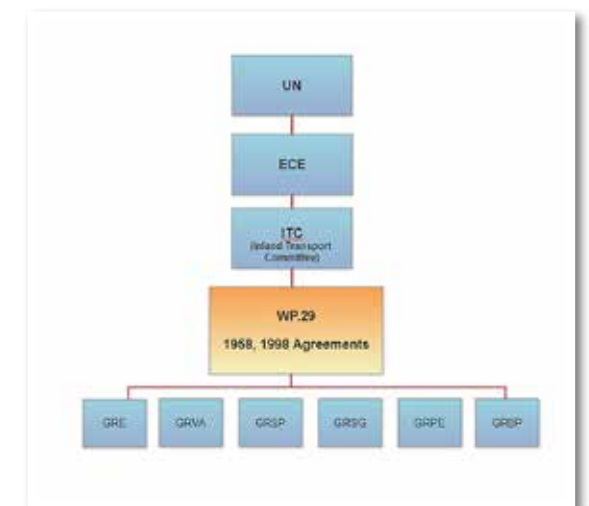 UN
ECE
ITC
(Inland Transport
Committee)
WP.29
1958, 1998 Agreements
GRE
GRVA
GRSP
GRSG
GRPE
GRBP